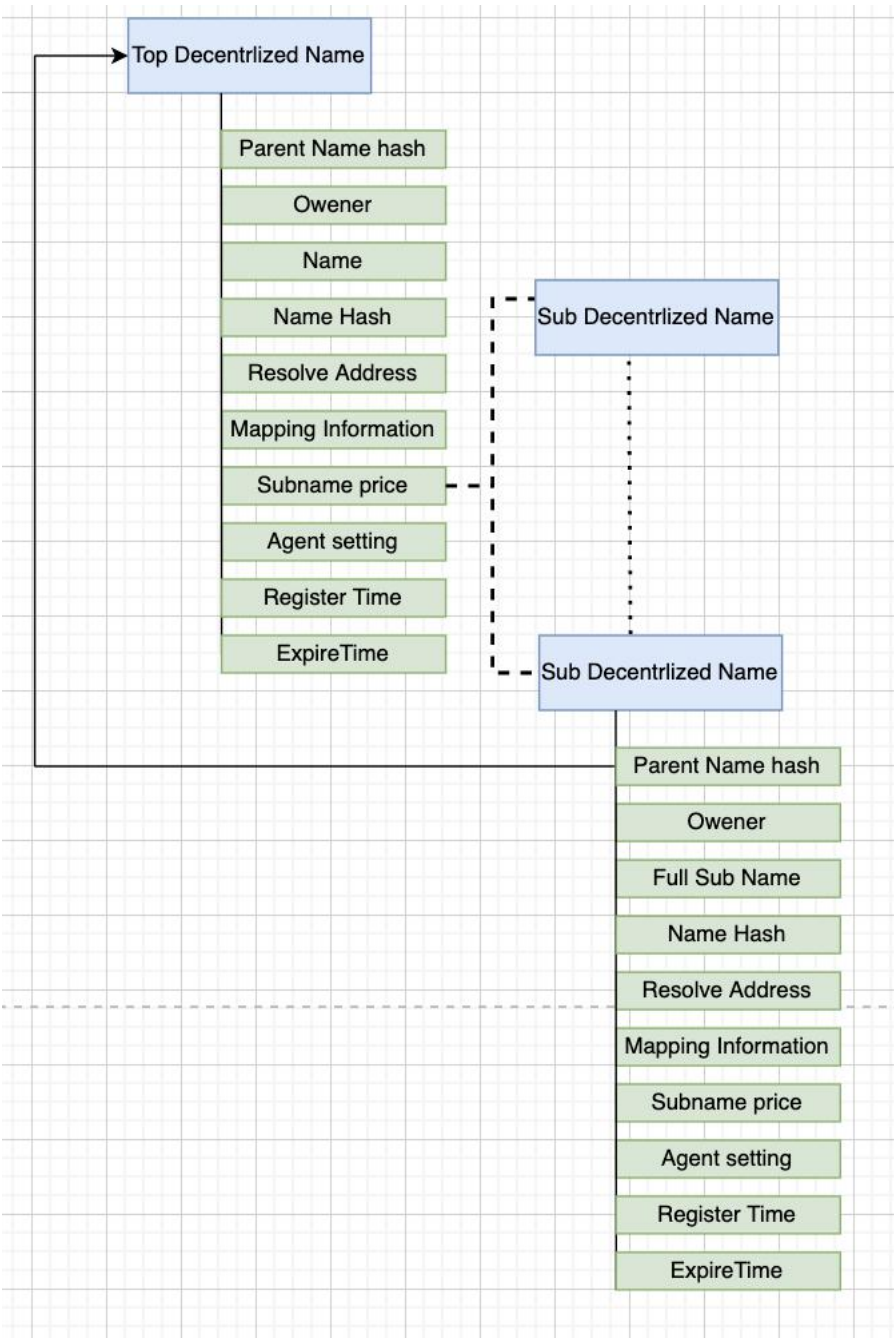 Top Decentrlized Name
Parent Name hash
Owener
Name
Name Hash
Resolve Address
Mapping Information
Subname price
Agent setting
Register Time
ExpireTime
Sub Decentrlized Name
Sub Decentrlized Name
Parent Name hash
Owener
Full Sub Name
Name Hash
Resolve Address
Mapping Information
Subname price
Agent setting
Register Time
ExpireTime